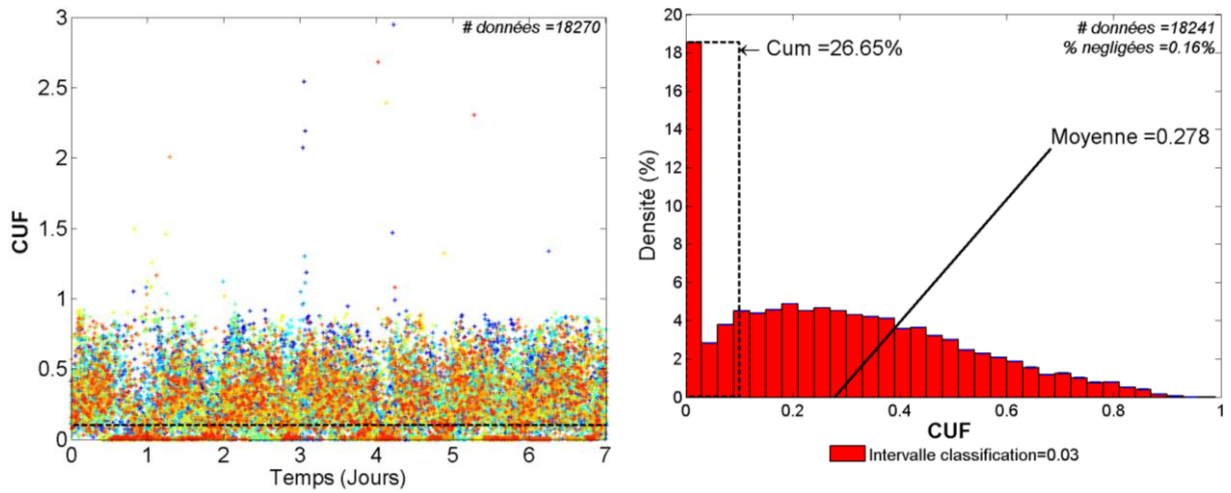 # données =18270
3
2.5
2
1.5
1
0.5
0
CUF
0 1 2 3 4 5 6 7
Temps (Jours)
# données =18241
% negligées =0.16%
← Cum =26.65%
Moyenne =0.278
20
18
16
14
12
10
8
6
4
2
0
Densité (%)
0 0.2 0.4 0.6 0.8 1
CUF
Intervalle classification=0.03